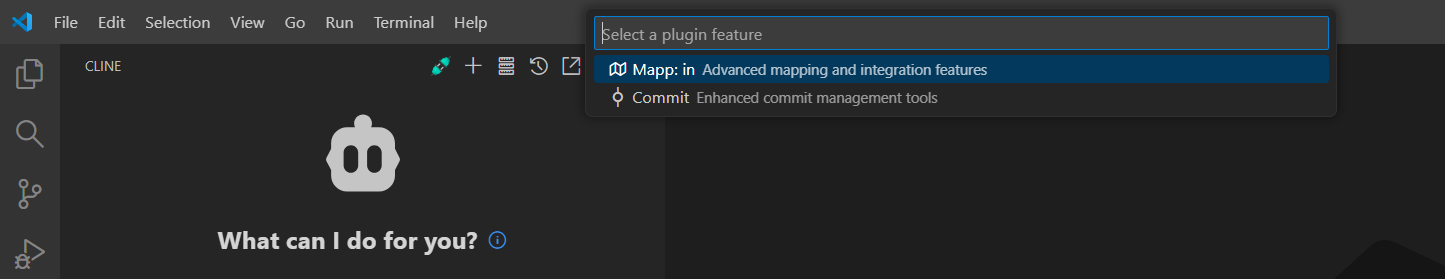 File Edit Selection View Go Run Terminal Help
Select a plugin feature
Mapp: in Advanced mapping and integration features
Commit Enhanced commit management tools
CLINE
What can I do for you?